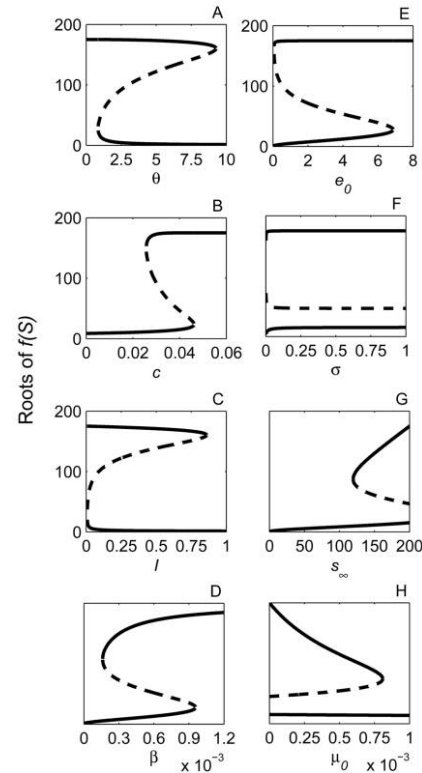 A
200
100
0
0 2.5 5 7.5 10
θ
E
0 2 4 6 8
e0
B
200
100
0
0 0.02 0.04 0.06
c
F
0 0.25 0.5 0.75 1
σ
Roots of f(S)
C
200
100
0
0 0.25 0.5 0.75 1
I
G
0 50 100 150 200
s∞
D
0 0.3 0.6 0.9 1.2
β x 10⁻³
H
0 0.25 0.5 0.75 1
μ0 x 10⁻³